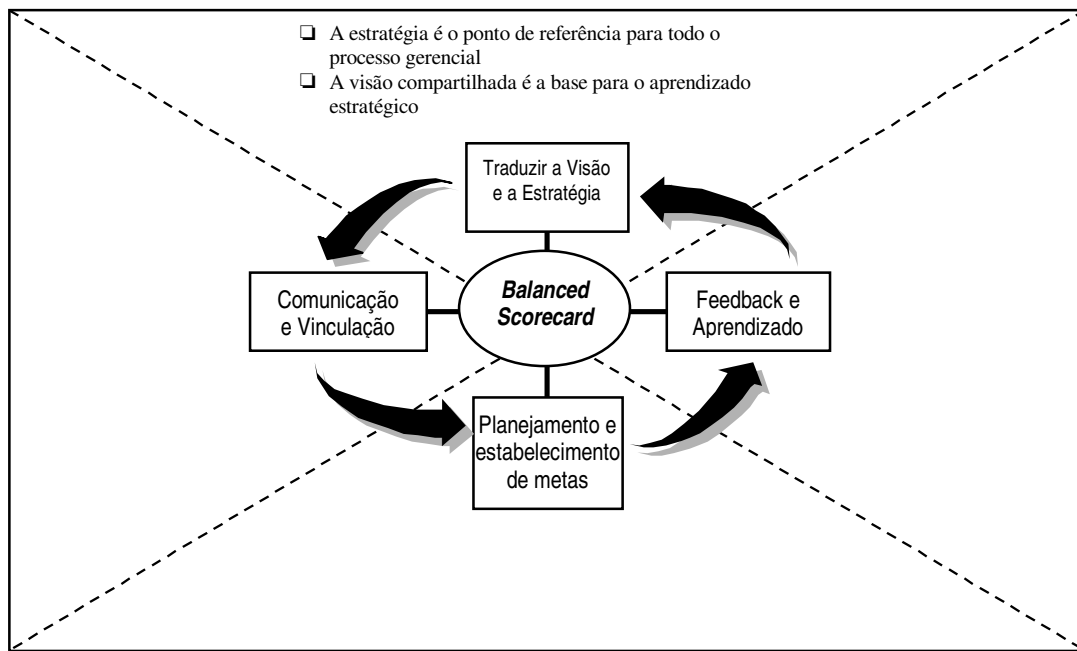 ❏ A estratégia é o ponto de referência para todo o
processo gerencial
❏ A visão compartilhada é a base para o aprendizado
estratégico
Traduzir a Visão
e a Estratégia
Comunicação
e Vinculação
Balanced
Scorecard
Feedback e
Aprendizado
Planejamento e
estabelecimento
de metas